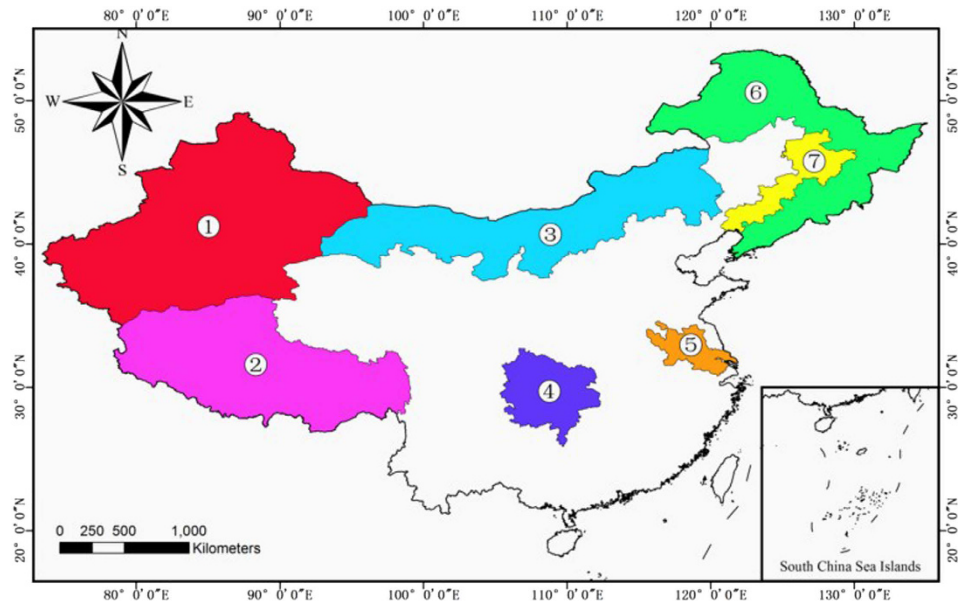 80° 0′0″E 90° 0′0″E 100° 0′0″E 110° 0′0″E 120° 0′0″E 130° 0′0″E
N
W E
S
50° 0′0″N 50° 0′0″N
40° 0′0″N 40° 0′0″N
30° 0′0″N 30° 0′0″N
20° 0′0″N 20° 0′0″N
⑥
⑦
①
③
⑤
②
④
0 250 500 1,000
Kilometers
South China Sea Islands
80° 0′0″E 90° 0′0″E 100° 0′0″E 110° 0′0″E 120° 0′0″E 130° 0′0″E